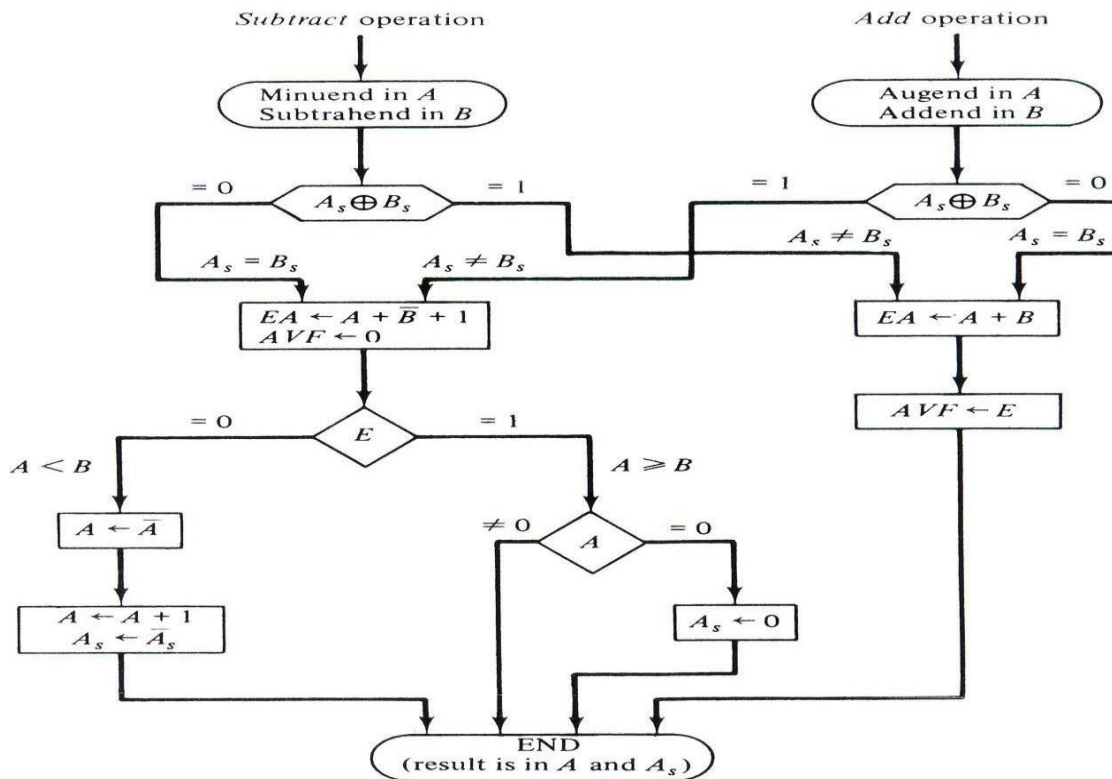 Subtract operation
Add operation
Minuend in A
Subtrahend in B
Augend in A
Addend in B
= 0
A_s ⊕ B_s
= 1
= 1
A_s ⊕ B_s
= 0
A_s = B_s
A_s ≠ B_s
A_s ≠ B_s
A_s = B_s
EA ← A + B̅ + 1
AVF ← 0
EA ← A + B
AVF ← E
= 0
E
= 1
A < B
A ⩾ B
A ← A̅
≠ 0
A
= 0
A ← A + 1
A_s ← A̅_s
A_s ← 0
END
(result is in A and A_s)